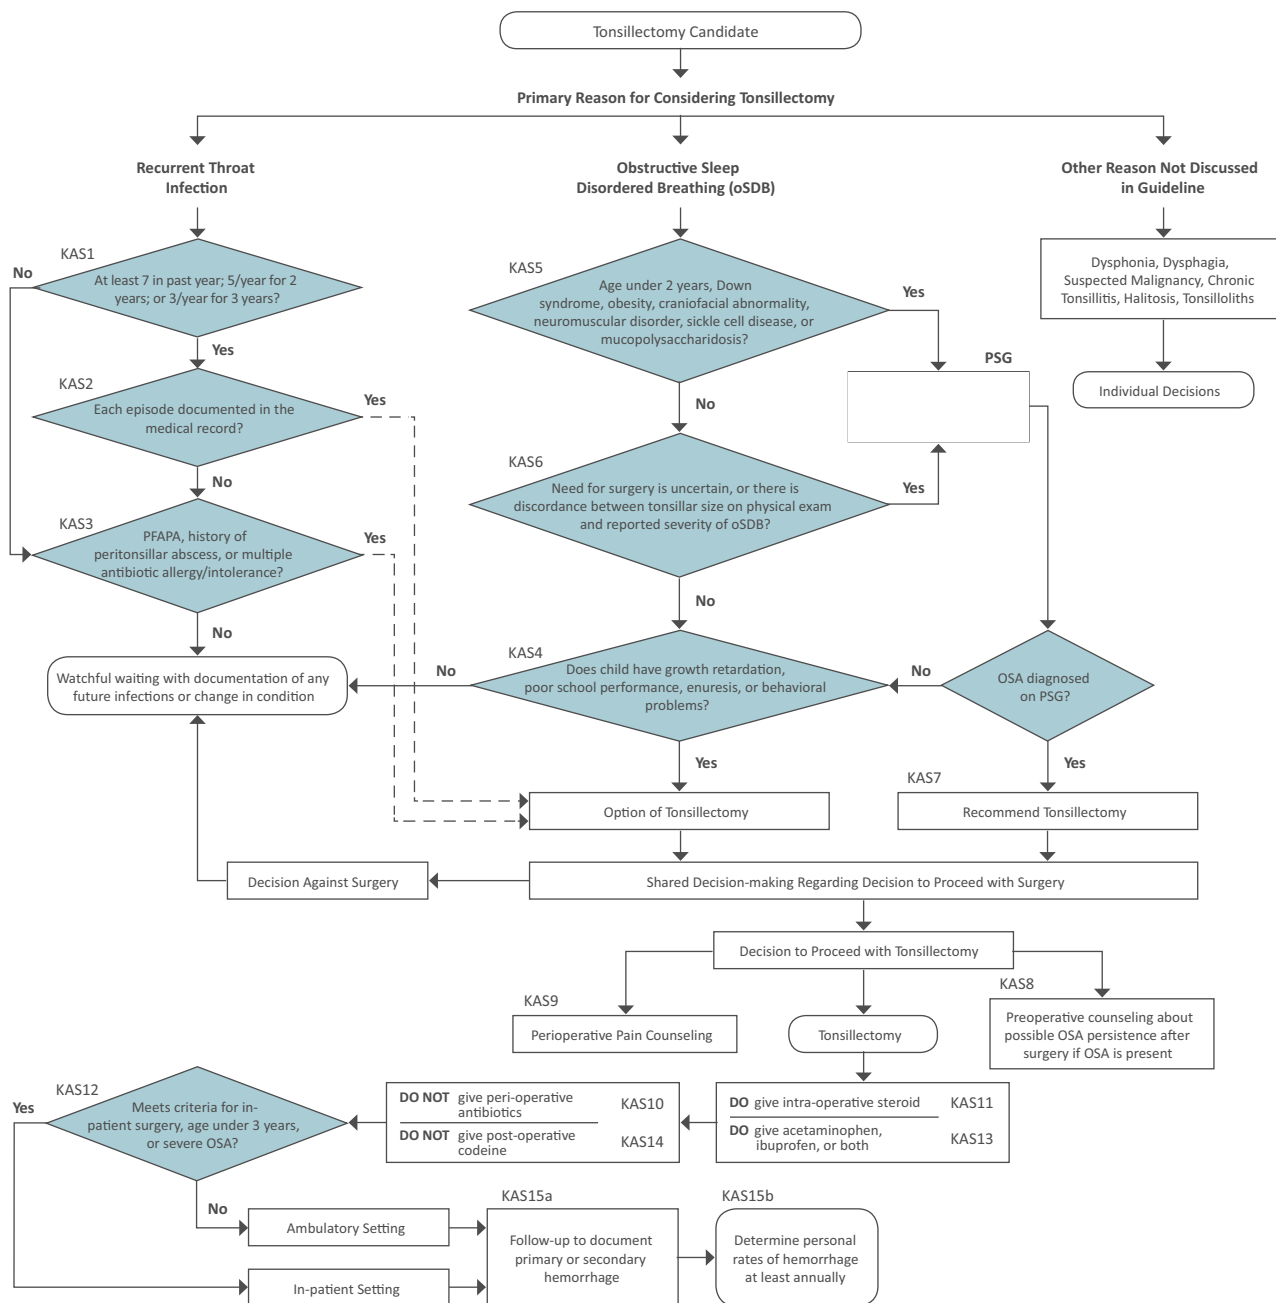 Tonsillectomy Candidate
Primary Reason for Considering Tonsillectomy
Recurrent Throat
Infection
Obstructive Sleep
Disordered Breathing (oSDB)
Other Reason Not Discussed
in Guideline
KAS1
No
At least 7 in past year; 5/year for 2
years; or 3/year for 3 years?
Yes
KAS2
Each episode documented in the
medical record?
Yes
No
KAS3
PFAPA, history of
peritonsillar abscess, or multiple
antibiotic allergy/intolerance?
Yes
No
Watchful waiting with documentation of any
future infections or change in condition
KAS5
Age under 2 years, Down
syndrome, obesity, craniofacial abnormality,
neuromuscular disorder, sickle cell disease, or
mucopolysaccharidosis?
Yes
No
PSG
KAS6
Need for surgery is uncertain, or there is
discordance between tonsillar size on physical exam
and reported severity of oSDB?
Yes
No
KAS4
Does child have growth retardation,
poor school performance, enuresis, or behavioral
problems?
No
Yes
OSA diagnosed
on PSG?
No
Yes
Dysphonia, Dysphagia,
Suspected Malignancy, Chronic
Tonsillitis, Halitosis, Tonsilloliths
Individual Decisions
Option of Tonsillectomy
KAS7
Recommend Tonsillectomy
Decision Against Surgery
Shared Decision-making Regarding Decision to Proceed with Surgery
Decision to Proceed with Tonsillectomy
KAS9
Perioperative Pain Counseling
Tonsillectomy
KAS8
Preoperative counseling about
possible OSA persistence after
surgery if OSA is present
DO give intra-operative steroid KAS11
DO give acetaminophen,
ibuprofen, or both
KAS13
DO NOT give peri-operative
antibiotics
KAS10
DO NOT give post-operative
codeine
KAS14
KAS12
Yes
Meets criteria for in-
patient surgery, age under 3 years,
or severe OSA?
No
Ambulatory Setting
In-patient Setting
KAS15a
Follow-up to document
primary or secondary
hemorrhage
KAS15b
Determine personal
rates of hemorrhage
at least annually